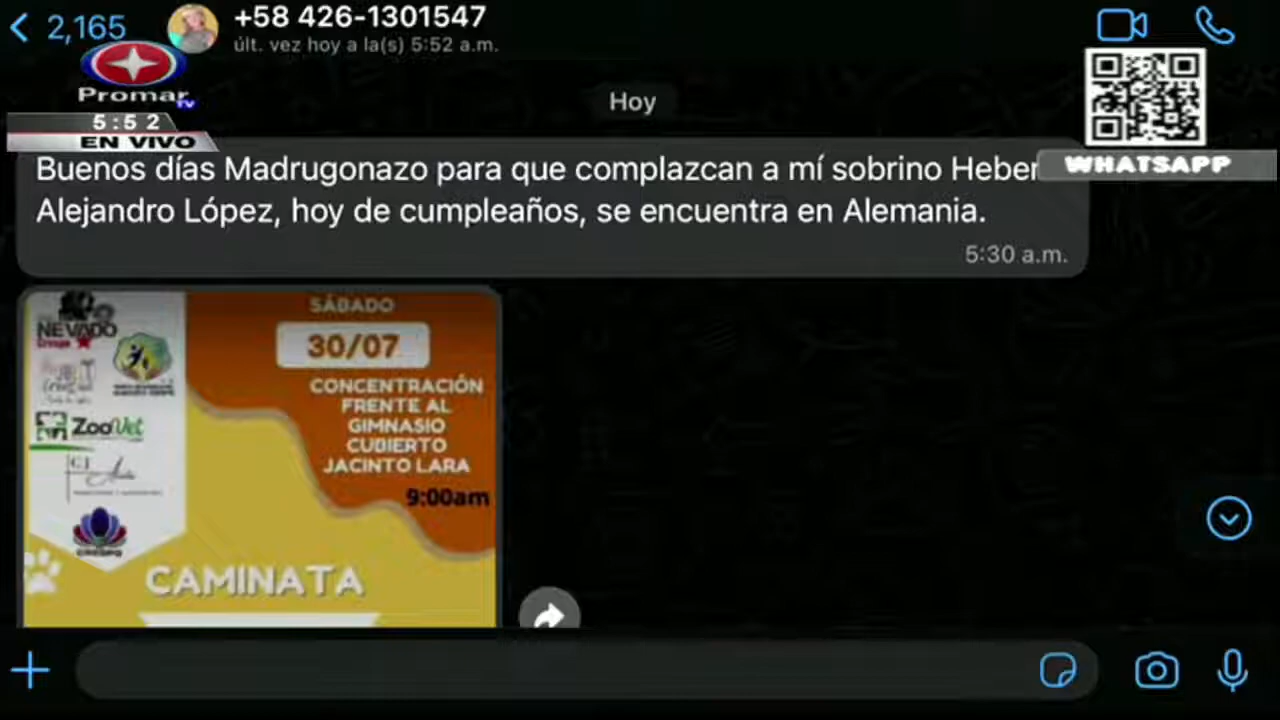 2,165
+58 426-1301547
últ. vez hoy a la(s) 5:52 a.m.
Promar TV
5:52
EN VIVO
Hoy
WHATSAPP
Buenos días Madrugonazo para que complazcan a mí sobrino Heber
Alejandro López, hoy de cumpleaños, se encuentra en Alemania.
5:30 a.m.
NEVADO
ZooVet
CRESPO
SÁBADO
30/07
CONCENTRACIÓN
FRENTE AL
GIMNASIO
CUBIERTO
JACINTO LARA
9:00am
CAMINATA